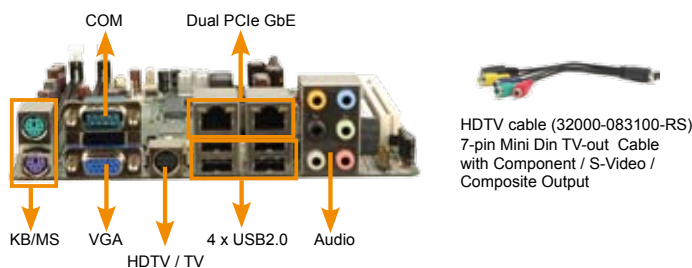 COM
Dual PCIe GbE
KB/MS
VGA
HDTV / TV
4 x USB2.0
Audio
HDTV cable (32000-083100-RS)
7-pin Mini Din TV-out Cable
with Component / S-Video /
Composite Output